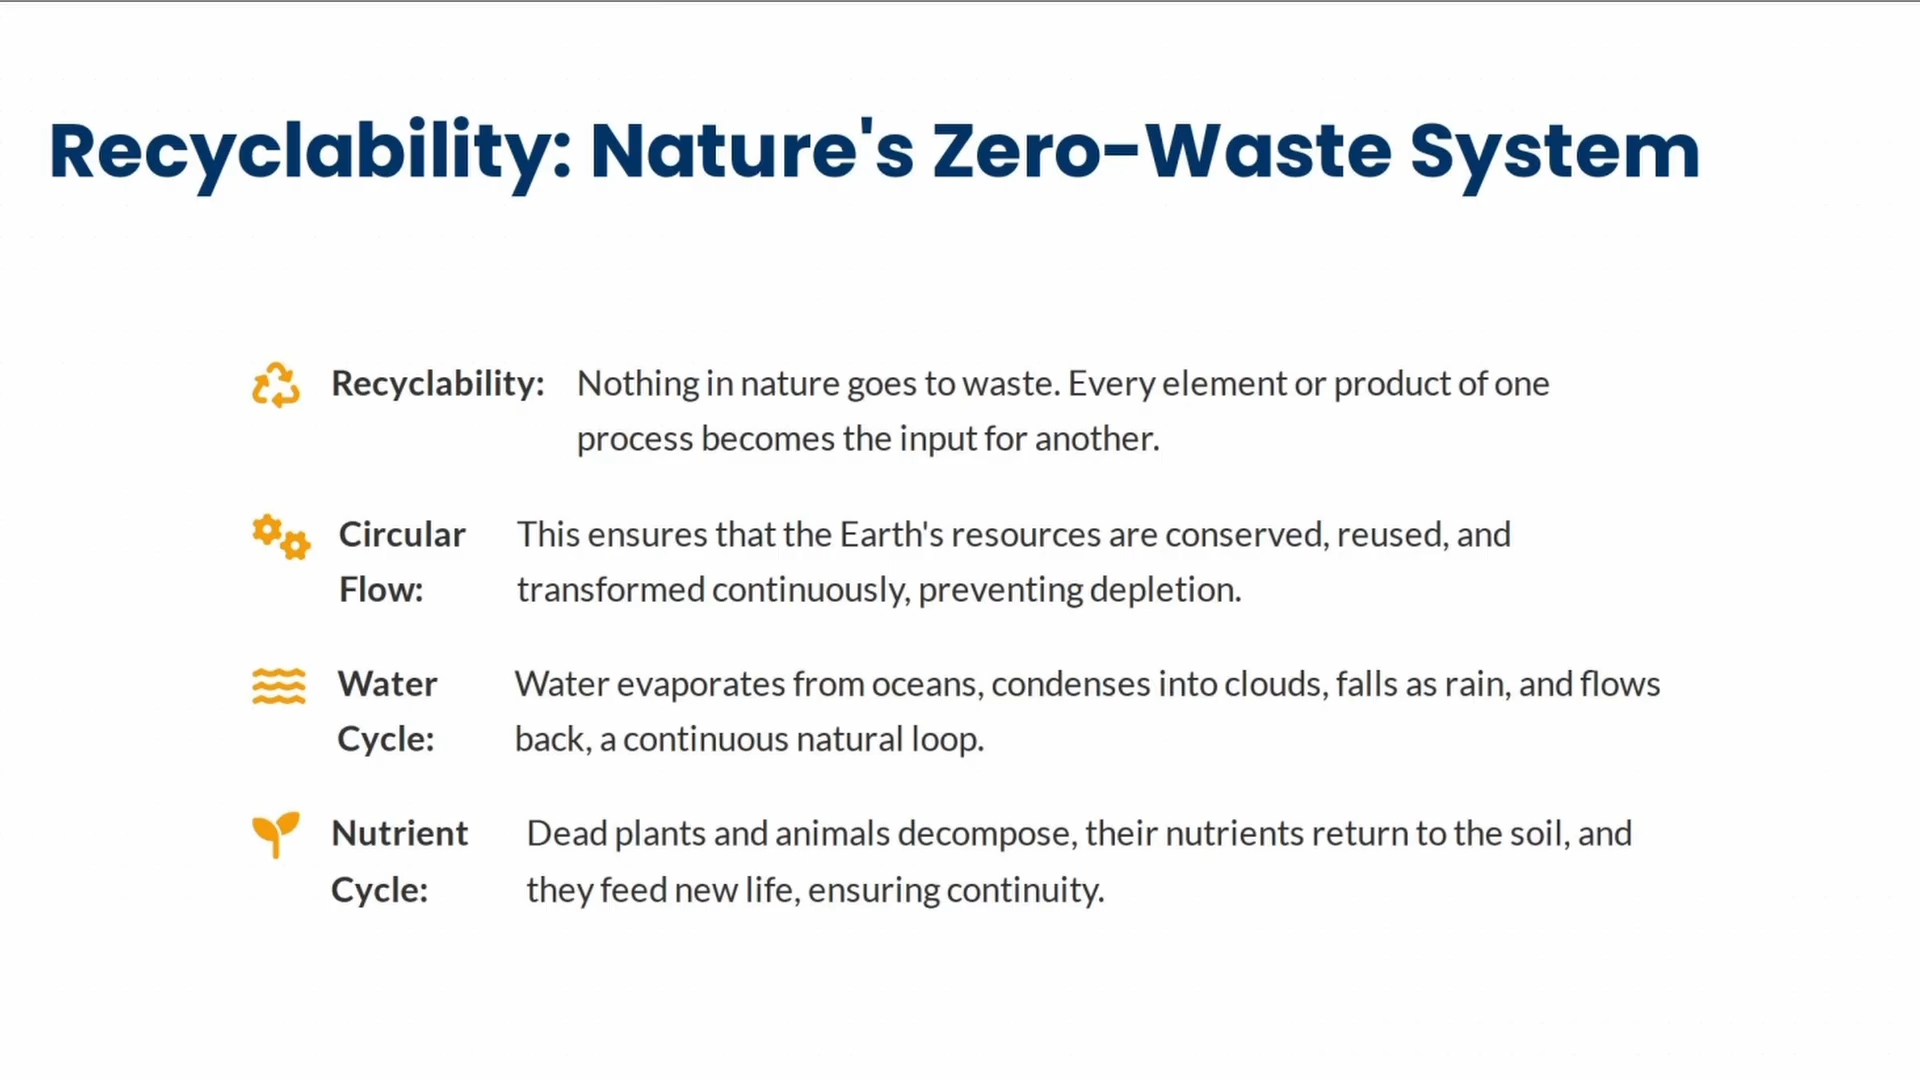 Recyclability: Nature's Zero-Waste System
Recyclability: Nothing in nature goes to waste. Every element or product of one
process becomes the input for another.
Circular Flow: This ensures that the Earth's resources are conserved, reused, and
transformed continuously, preventing depletion.
Water Cycle: Water evaporates from oceans, condenses into clouds, falls as rain, and flows
back, a continuous natural loop.
Nutrient Cycle: Dead plants and animals decompose, their nutrients return to the soil, and
they feed new life, ensuring continuity.